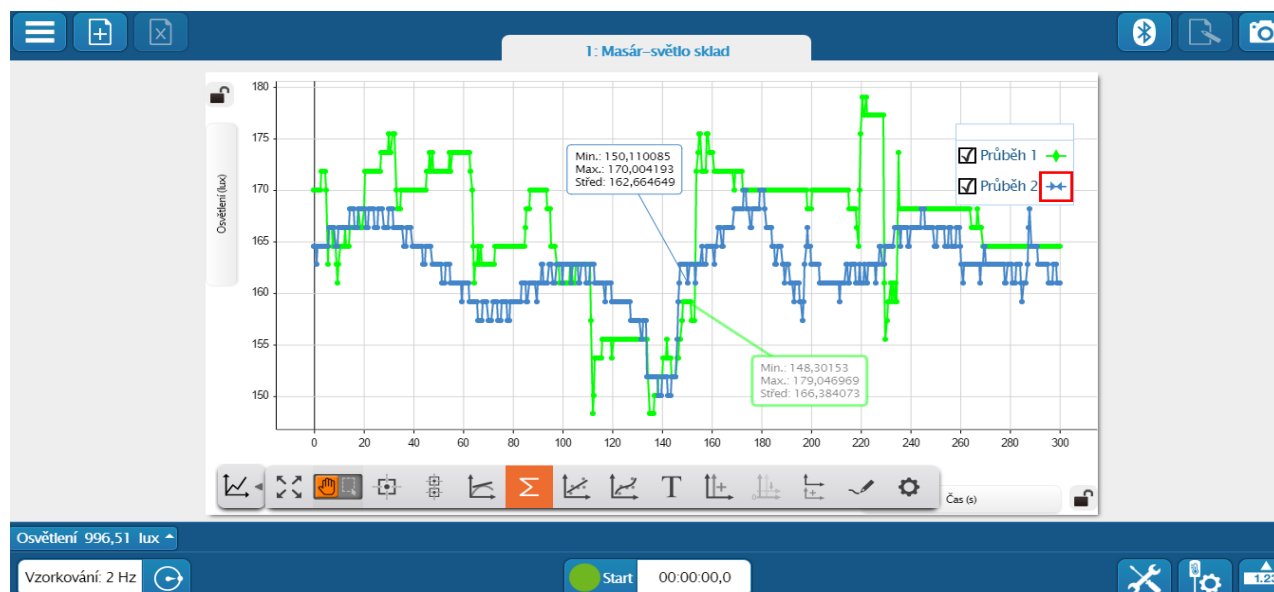 1: Masár–světlo sklad
180
175
170
165
160
155
150
Osvětlení (lux)
Min.: 150,110085
Max.: 170,004193
Střed: 162,664649
Průběh 1
Průběh 2
Min.: 148,30153
Max.: 179,046969
Střed: 166,384073
0 20 40 60 80 100 120 140 160 180 200 220 240 260 280 300
Σ T
Čas (s)
Osvětlení 996,51 lux
Vzorkování: 2 Hz
Start 00:00:00,0
1.23